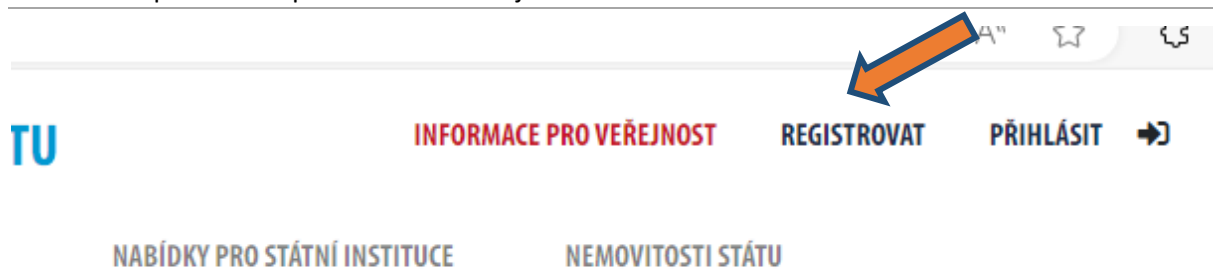 TU
INFORMACE PRO VEŘEJNOST REGISTROVAT PŘIHLÁSIT
NABÍDKY PRO STÁTNÍ INSTITUCE NEMOVITOSTI STÁTU